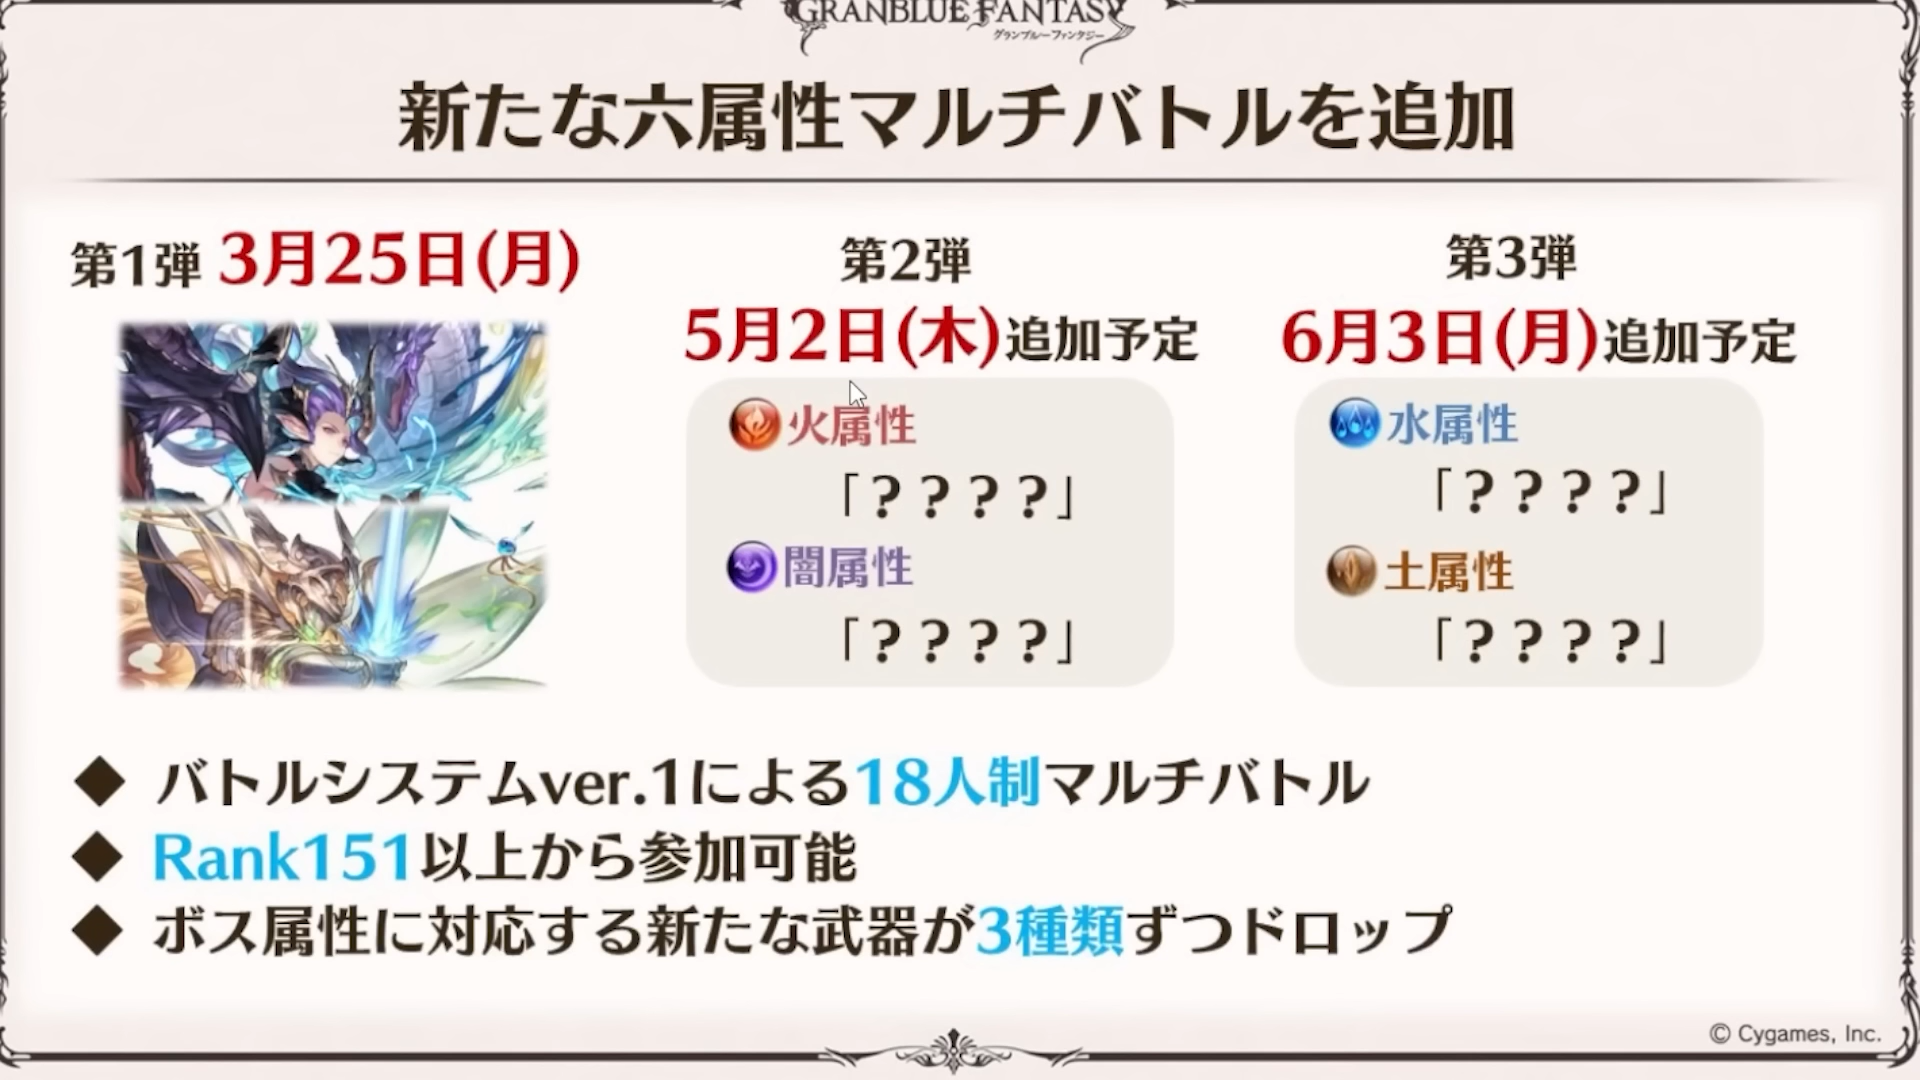 GRANBLUE FANTASY
グランブルーファンタジー
新たな六属性マルチバトルを追加
第1弾 3月25日(月)
第2弾
5月2日(木)追加予定
火属性
「????」
闇属性
「????」
第3弾
6月3日(月)追加予定
水属性
「????」
土属性
「????」
◆ バトルシステムver.1による18人制マルチバトル
◆ Rank151以上から参加可能
◆ ボス属性に対応する新たな武器が3種類ずつドロップ
© Cygames, Inc.